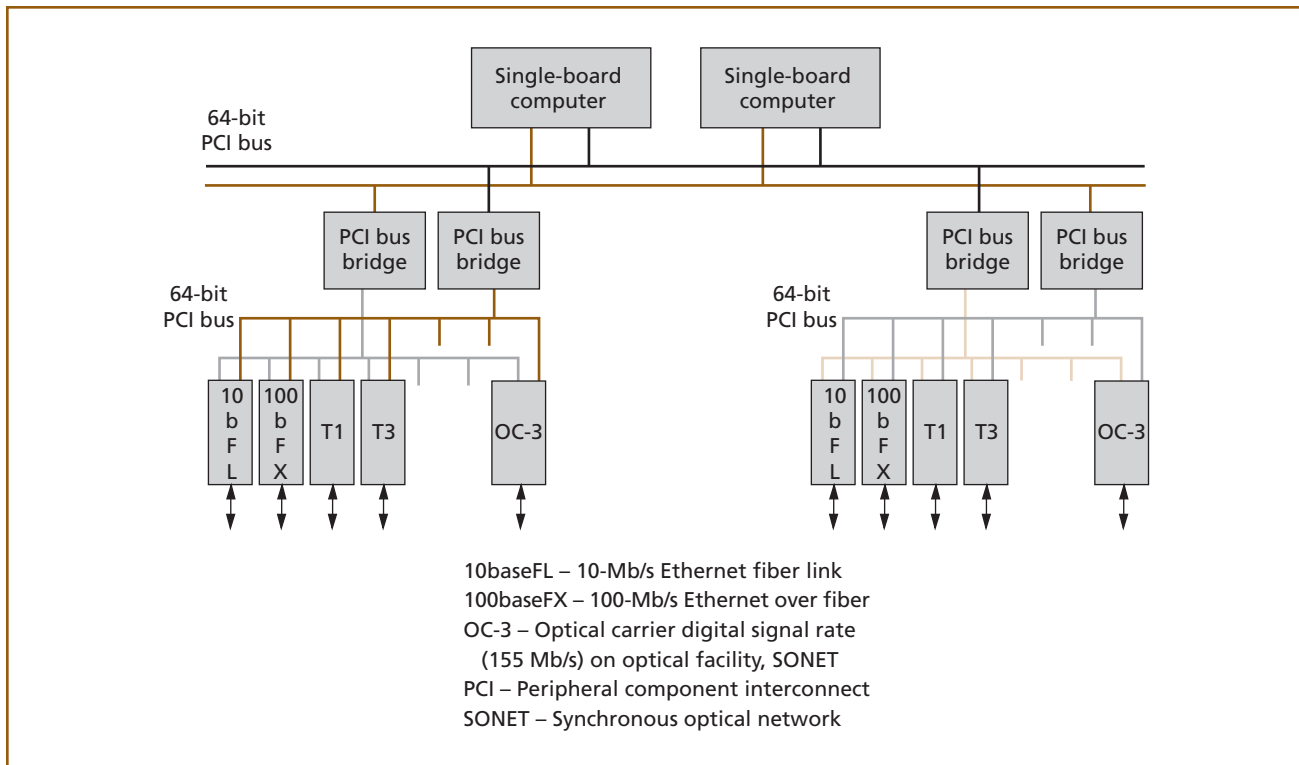 Single-board
computer
Single-board
computer
64-bit
PCI bus
PCI bus
bridge
PCI bus
bridge
PCI bus
bridge
PCI bus
bridge
64-bit
PCI bus
64-bit
PCI bus
10
b
F
L
100
b
F
X
T1
T3
OC-3
10
b
F
L
100
b
F
X
T1
T3
OC-3
10baseFL – 10-Mb/s Ethernet fiber link
100baseFX – 100-Mb/s Ethernet over fiber
OC-3 – Optical carrier digital signal rate
(155 Mb/s) on optical facility, SONET
PCI – Peripheral component interconnect
SONET – Synchronous optical network